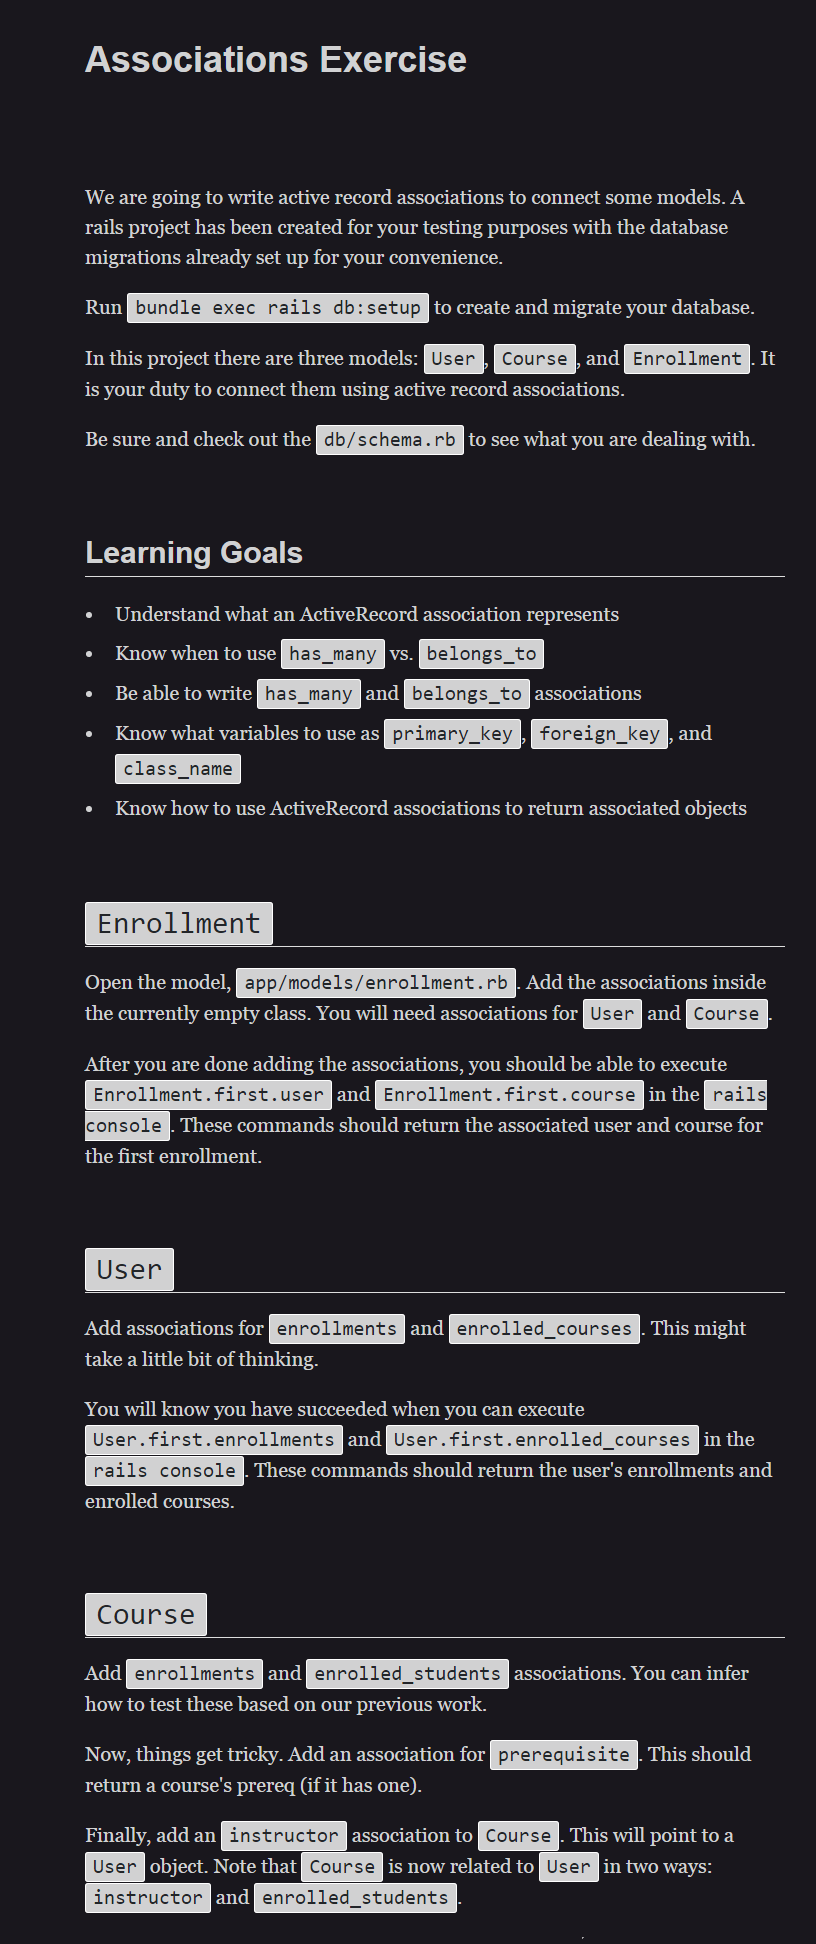 Associations Exercise
We are going to write active record associations to connect some models. A
rails project has been created for your testing purposes with the database
migrations already set up for your convenience.
Run bundle exec rails db:setup to create and migrate your database.
In this project there are three models: User, Course, and Enrollment. It
is your duty to connect them using active record associations.
Be sure and check out the db/schema.rb to see what you are dealing with.
Learning Goals
• Understand what an ActiveRecord association represents
• Know when to use has_many vs. belongs_to
• Be able to write has_many and belongs_to associations
• Know what variables to use as primary_key, foreign_key, and
class_name
• Know how to use ActiveRecord associations to return associated objects
Enrollment
Open the model, app/models/enrollment.rb. Add the associations inside
the currently empty class. You will need associations for User and Course.
After you are done adding the associations, you should be able to execute
Enrollment.first.user and Enrollment.first.course in the rails
console. These commands should return the associated user and course for
the first enrollment.
User
Add associations for enrollments and enrolled_courses. This might
take a little bit of thinking.
You will know you have succeeded when you can execute
User.first.enrollments and User.first.enrolled_courses in the
rails console. These commands should return the user's enrollments and
enrolled courses.
Course
Add enrollments and enrolled_students associations. You can infer
how to test these based on our previous work.
Now, things get tricky. Add an association for prerequisite. This should
return a course's prereq (if it has one).
Finally, add an instructor association to Course. This will point to a
User object. Note that Course is now related to User in two ways:
instructor and enrolled_students.